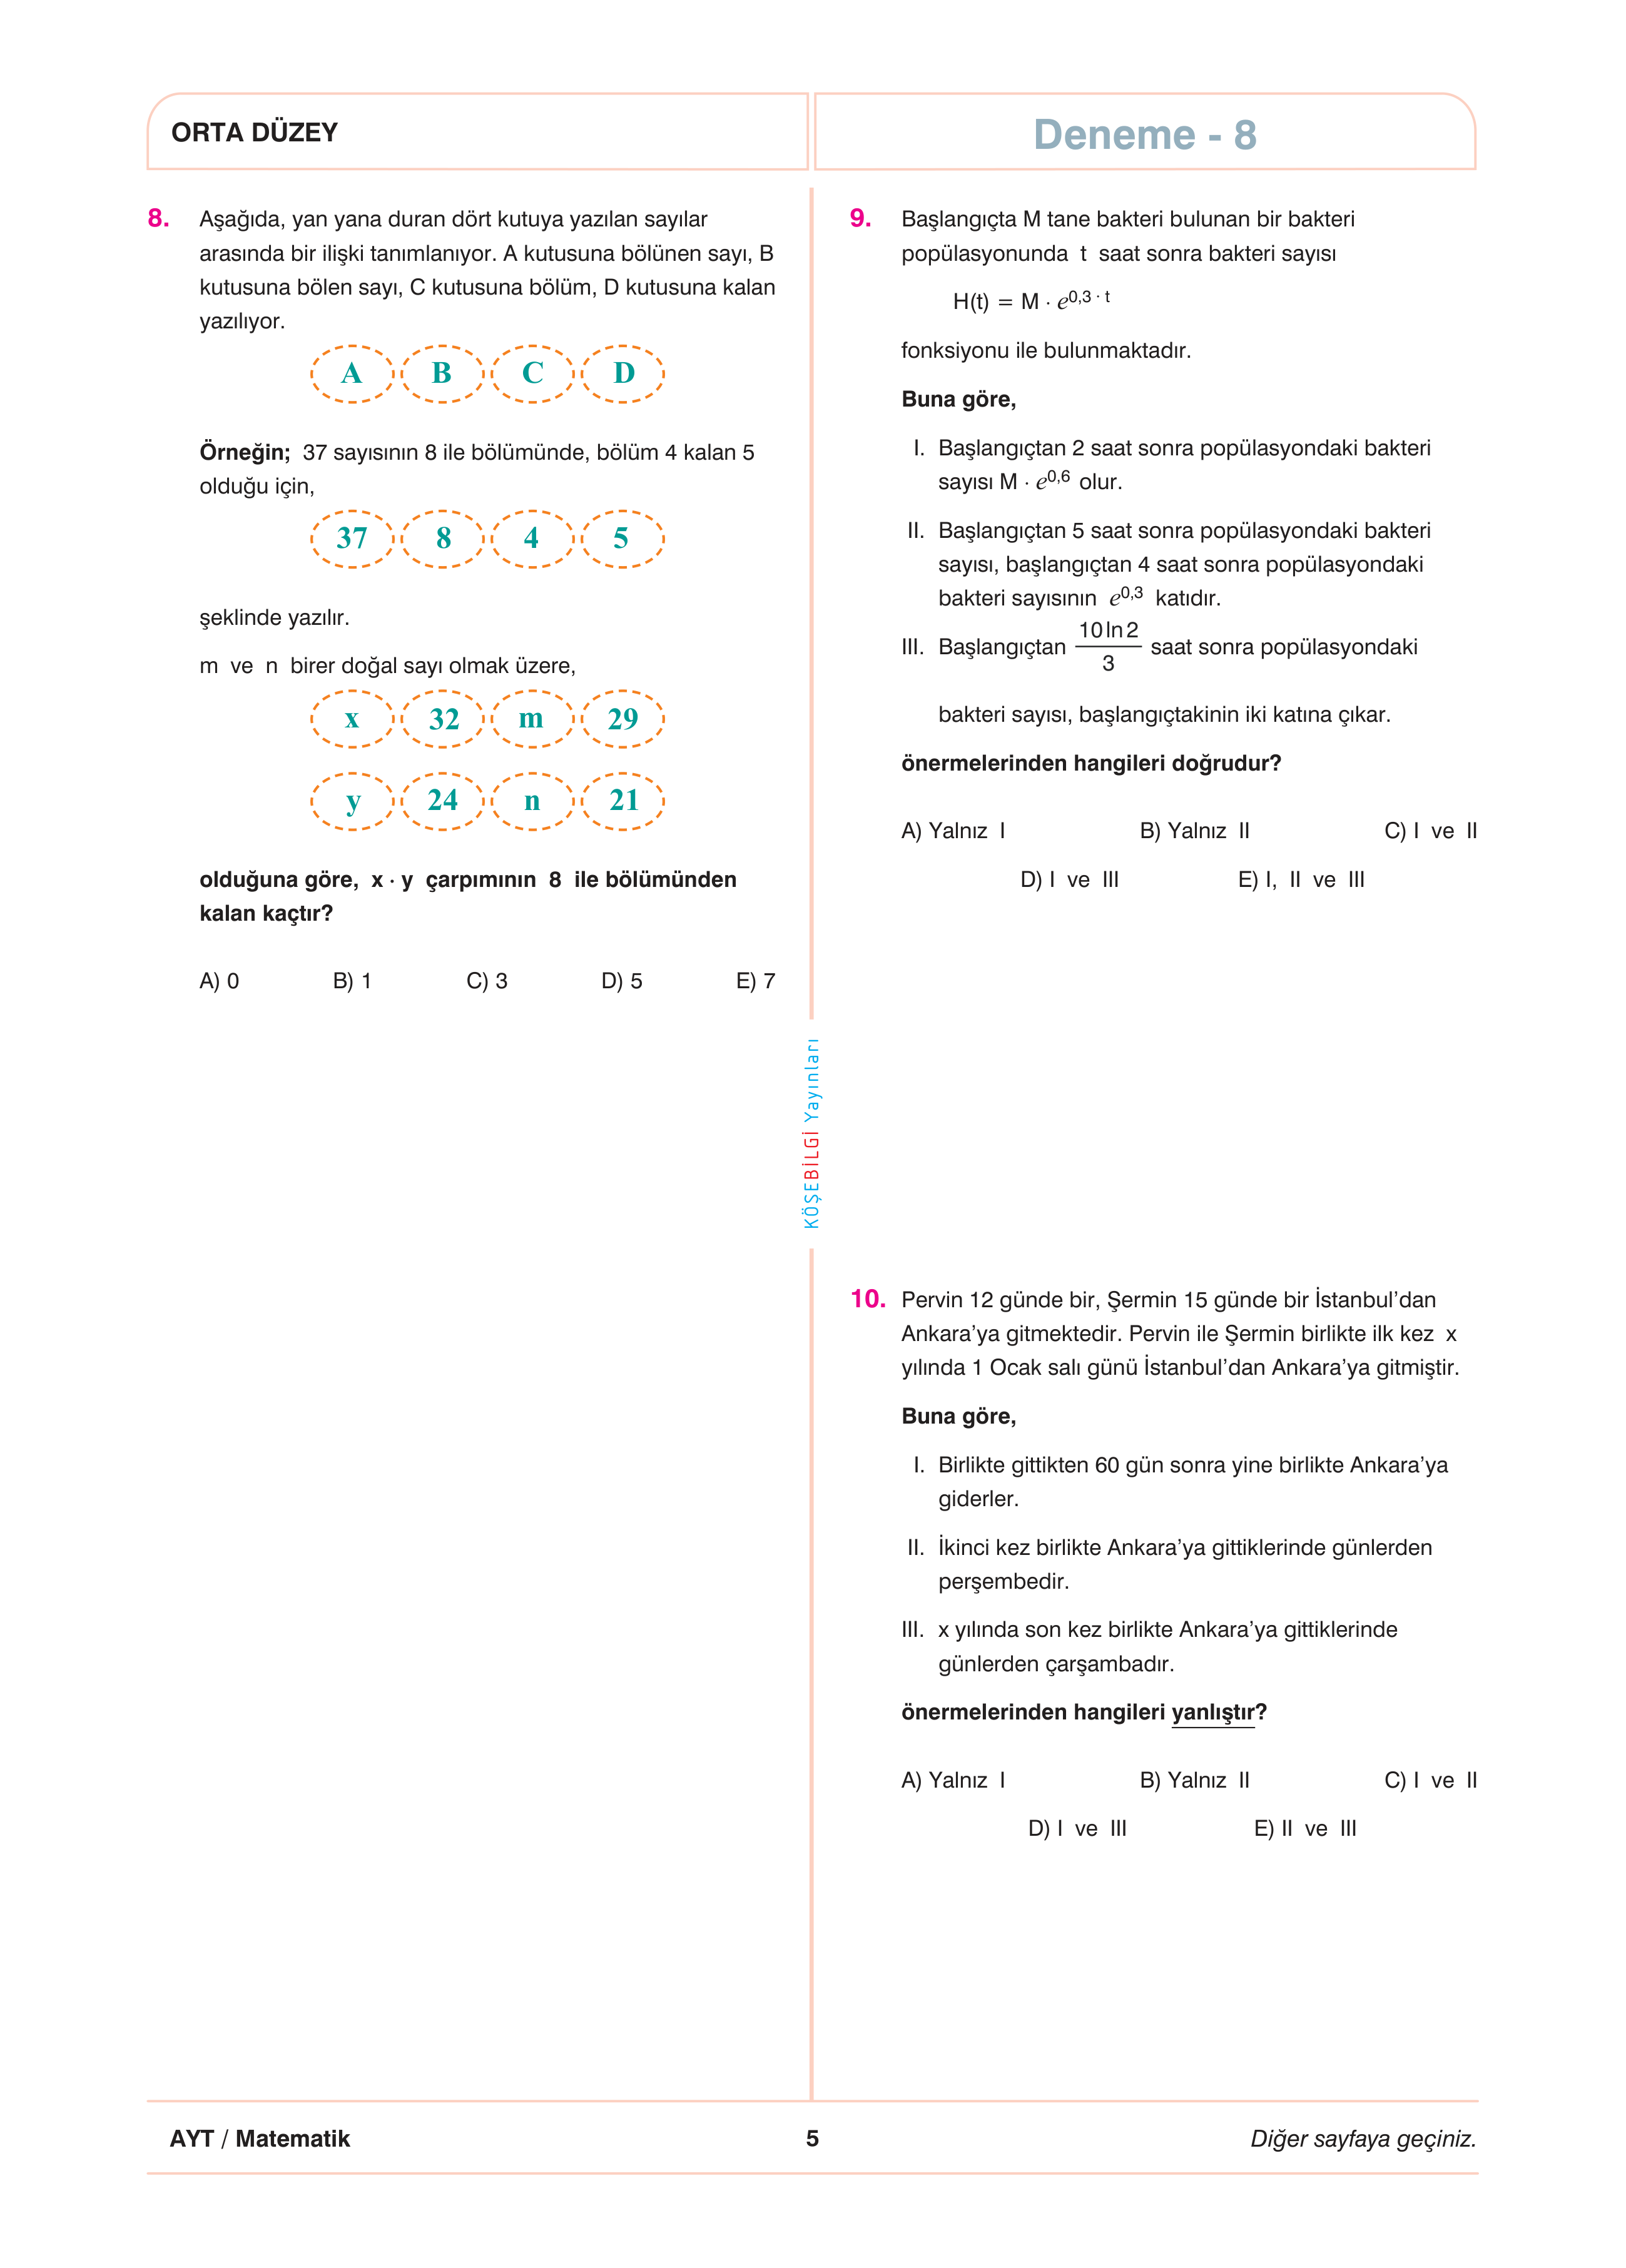 ORTA DÜZEY
Deneme - 8
8. Aşağıda, yan yana duran dört kutuya yazılan sayılar
arasında bir ilişki tanımlanıyor. A kutusuna bölünen sayı, B
kutusuna bölen sayı, C kutusuna bölüm, D kutusuna kalan
yazılıyor.
A B C D
Örneğin; 37 sayısının 8 ile bölümünde, bölüm 4 kalan 5
olduğu için,
37 8 4 5
şeklinde yazılır.
m ve n birer doğal sayı olmak üzere,
x 32 m 29
y 24 n 21
olduğuna göre, x · y çarpımının 8 ile bölümünden
kalan kaçtır?
A) 0 B) 1 C) 3 D) 5 E) 7
9. Başlangıçta M tane bakteri bulunan bir bakteri
popülasyonunda t saat sonra bakteri sayısı
H(t) = M · e^{0,3 · t}
fonksiyonu ile bulunmaktadır.
Buna göre,
I. Başlangıçtan 2 saat sonra popülasyondaki bakteri
sayısı M · e^{0,6} olur.
II. Başlangıçtan 5 saat sonra popülasyondaki bakteri
sayısı, başlangıçtan 4 saat sonra popülasyondaki
bakteri sayısının e^{0,3} katıdır.
III. Başlangıçtan 10 ln 2 / 3 saat sonra popülasyondaki
bakteri sayısı, başlangıçtakinin iki katına çıkar.
önermelerinden hangileri doğrudur?
A) Yalnız I B) Yalnız II C) I ve II
D) I ve III E) I, II ve III
KÖŞEBİLGİ Yayınları
10. Pervin 12 günde bir, Şermin 15 günde bir İstanbul’dan
Ankara’ya gitmektedir. Pervin ile Şermin birlikte ilk kez x
yılında 1 Ocak salı günü İstanbul’dan Ankara’ya gitmiştir.
Buna göre,
I. Birlikte gittikten 60 gün sonra yine birlikte Ankara’ya
giderler.
II. İkinci kez birlikte Ankara’ya gittiklerinde günlerden
perşembedir.
III. x yılında son kez birlikte Ankara’ya gittiklerinde
günlerden çarşambadır.
önermelerinden hangileri yanlıştır?
A) Yalnız I B) Yalnız II C) I ve II
D) I ve III E) II ve III
AYT / Matematik
5
Diğer sayfaya geçiniz.